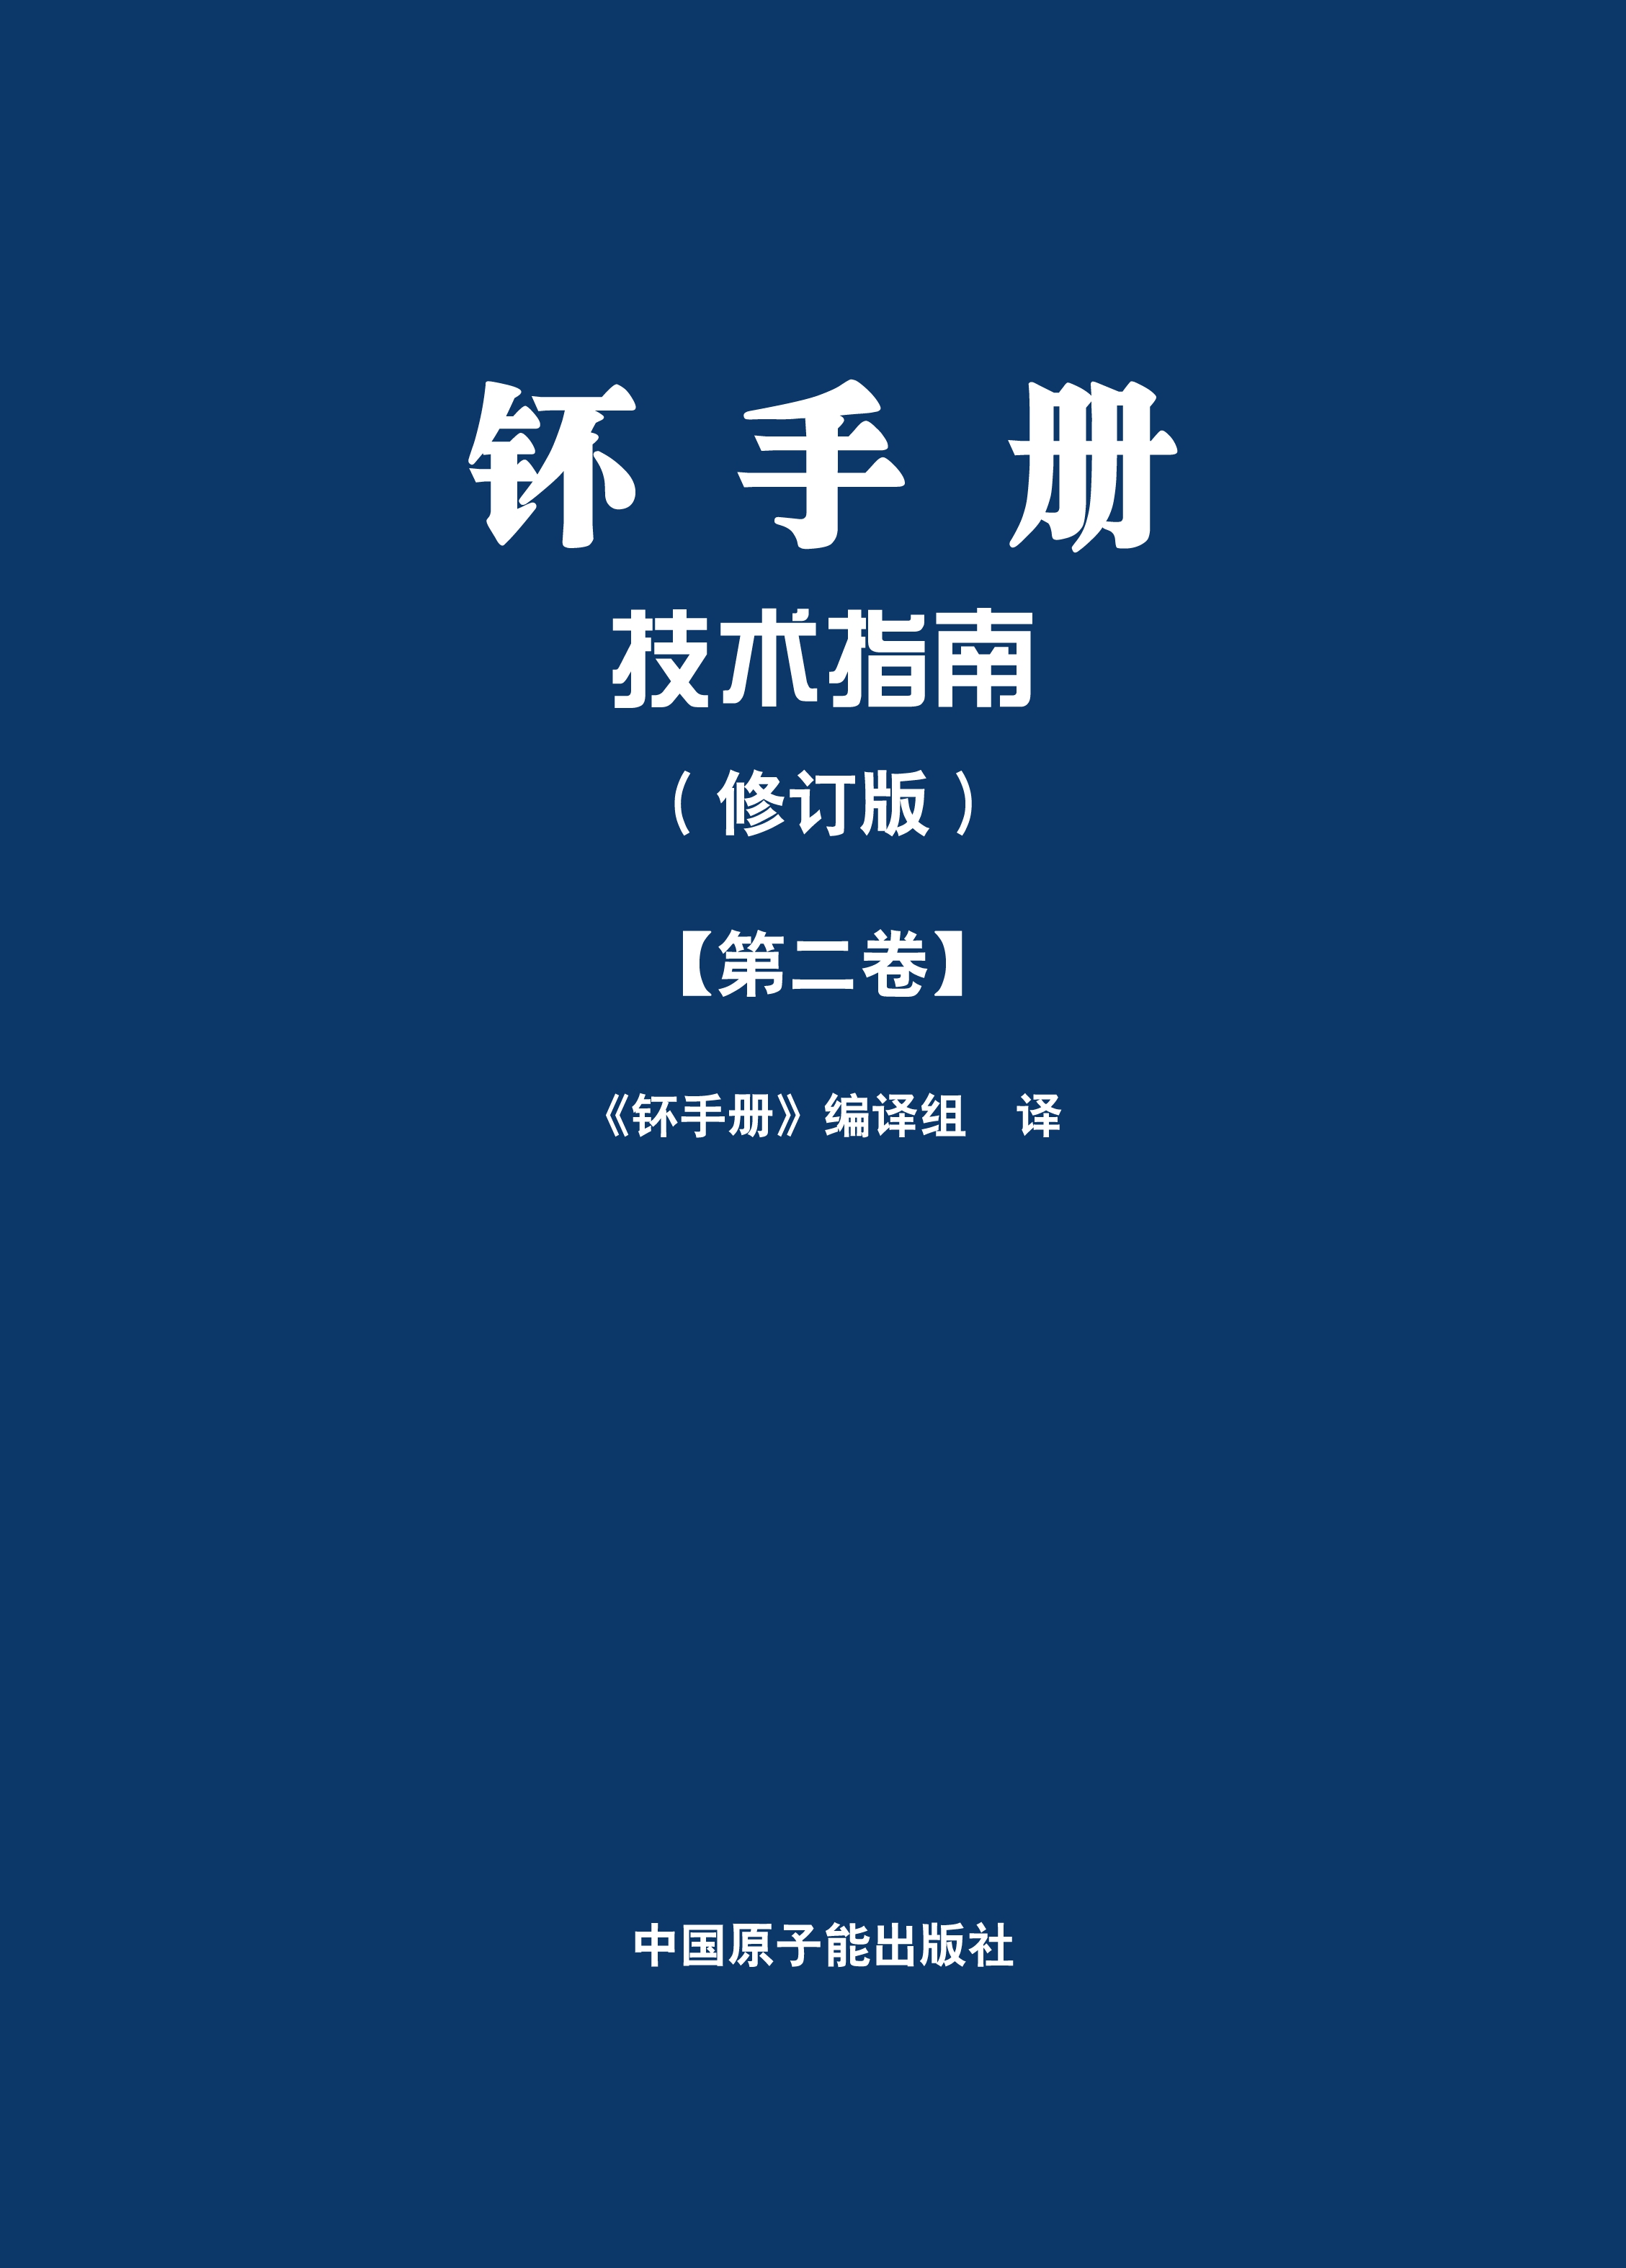 钚手册
技术指南
（修订版）
【第二卷】
《钚手册》编译组　译
中国原子能出版社